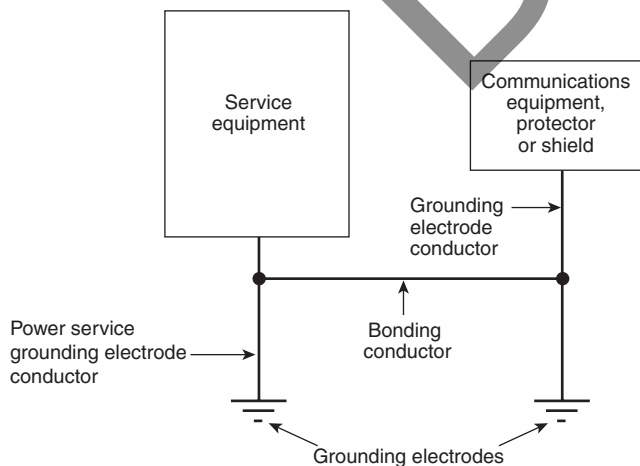 Service
equipment
Communications
equipment,
protector
or shield
Grounding
electrode
conductor
Power service
grounding electrode
conductor
Bonding
conductor
Grounding electrodes